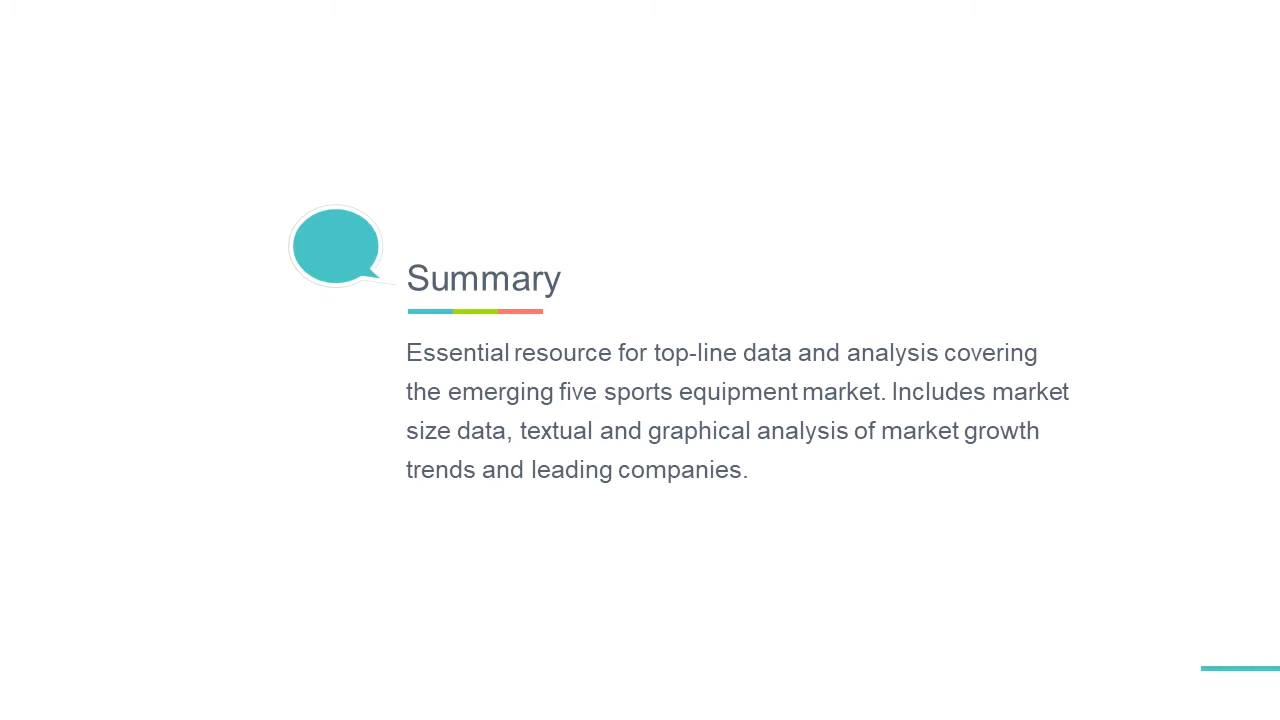 Summary
Essential resource for top-line data and analysis covering
the emerging five sports equipment market. Includes market
size data, textual and graphical analysis of market growth
trends and leading companies.